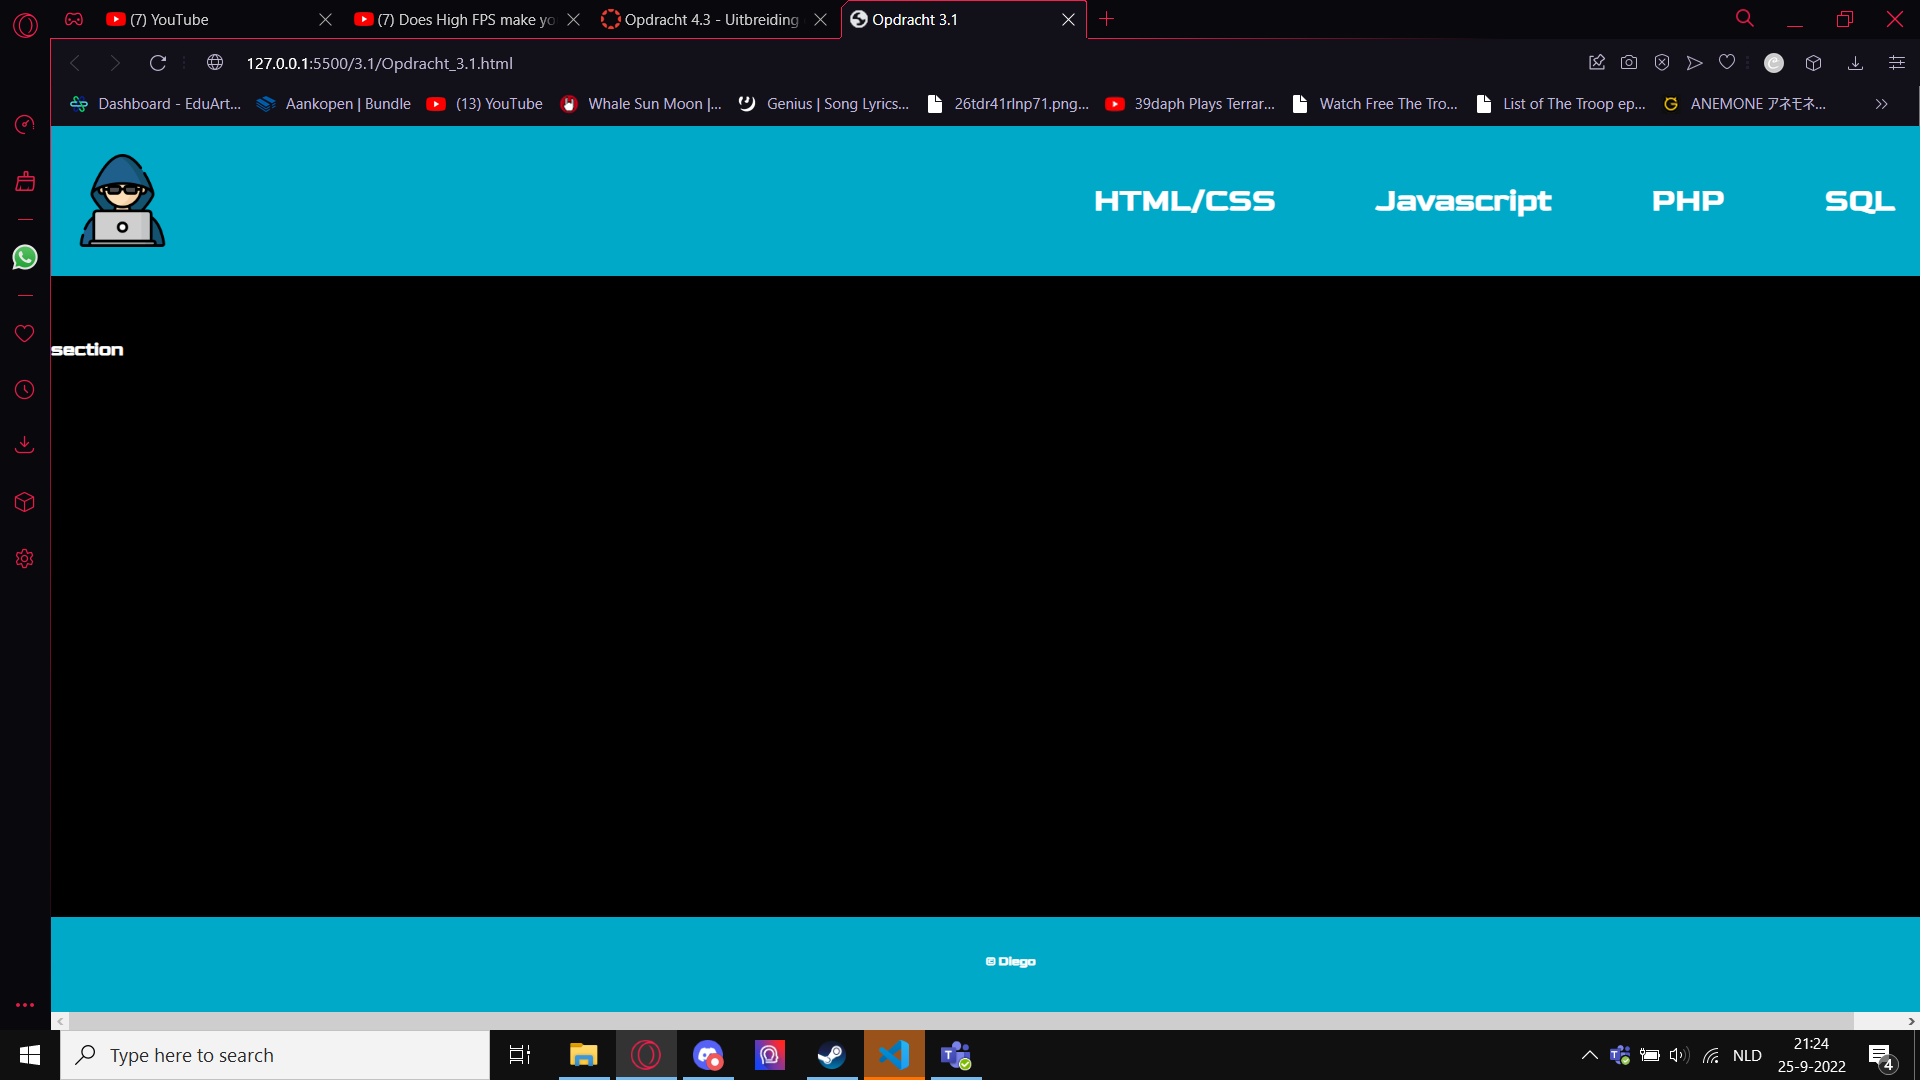 (7) YouTube
(7) Does High FPS make yo
Opdracht 4.3 - Uitbreiding
Opdracht 3.1
127.0.0.1:5500/3.1/Opdracht_3.1.html
Dashboard - EduArt...
Aankopen | Bundle
(13) YouTube
Whale Sun Moon |...
Genius | Song Lyrics...
26tdr41rlnp71.png...
39daph Plays Terrar...
Watch Free The Tro...
List of The Troop ep...
ANEMONE アネモネ...
HTML/CSS
Javascript
PHP
SQL
section
© Diego
Type here to search
NLD
21:24
25-9-2022
4